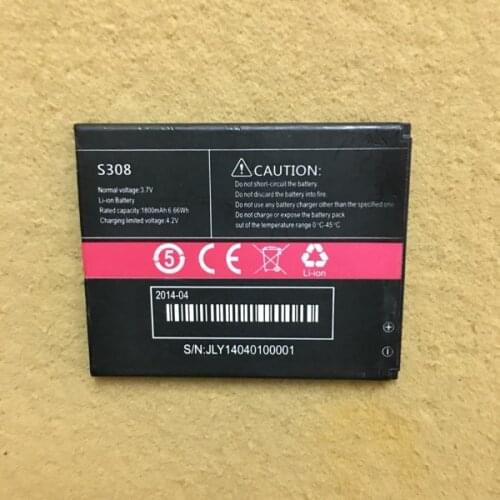 S308
Normal voltage:3.7V
Li-ion Battery
Rated capacity:1800mAh6.66Wh
Charging limited voltage:4.2V
CAUTION:
Do not short-circuit the battery,
Do not discard the battery into fire,
Do not use any battery charger other than specified one,
Do not charge or expose the battery pack
out of the temperature range 0°C-45°C
5
CE
Li-ion
2014-04
S/N:JLY14040100001